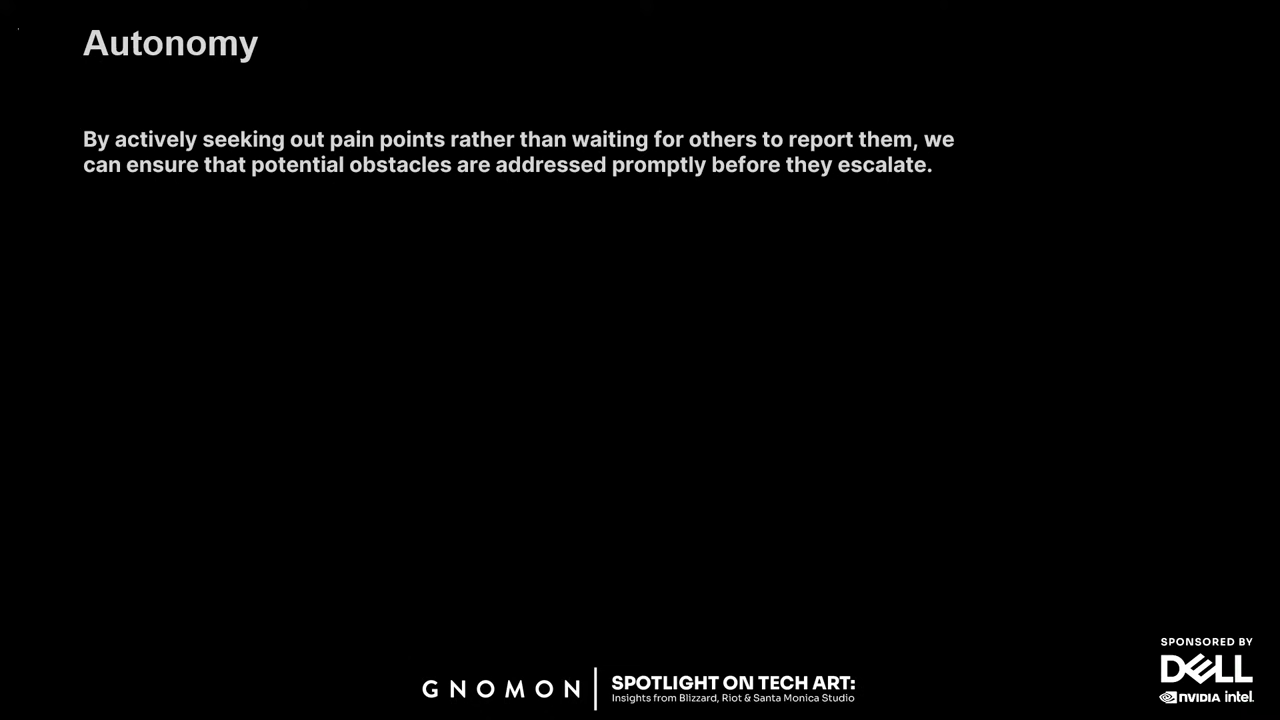 Autonomy
By actively seeking out pain points rather than waiting for others to report them, we
can ensure that potential obstacles are addressed promptly before they escalate.
SPONSORED BY
DELL
NVIDIA intel.
GNOMON
SPOTLIGHT ON TECH ART:
Insights from Blizzard, Riot & Santa Monica Studio